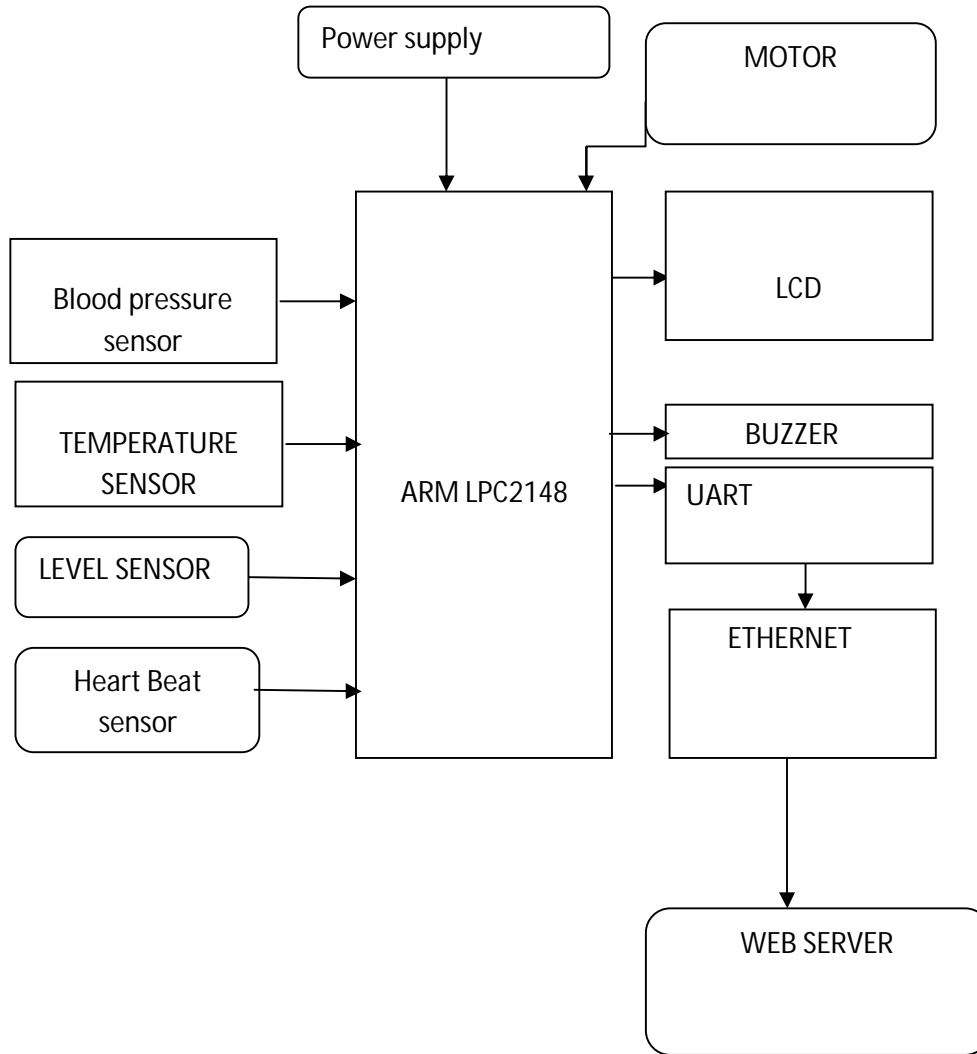 Power supply
MOTOR
Blood pressure
sensor
TEMPERATURE
SENSOR
LEVEL SENSOR
Heart Beat
sensor
ARM LPC2148
LCD
BUZZER
UART
ETHERNET
WEB SERVER